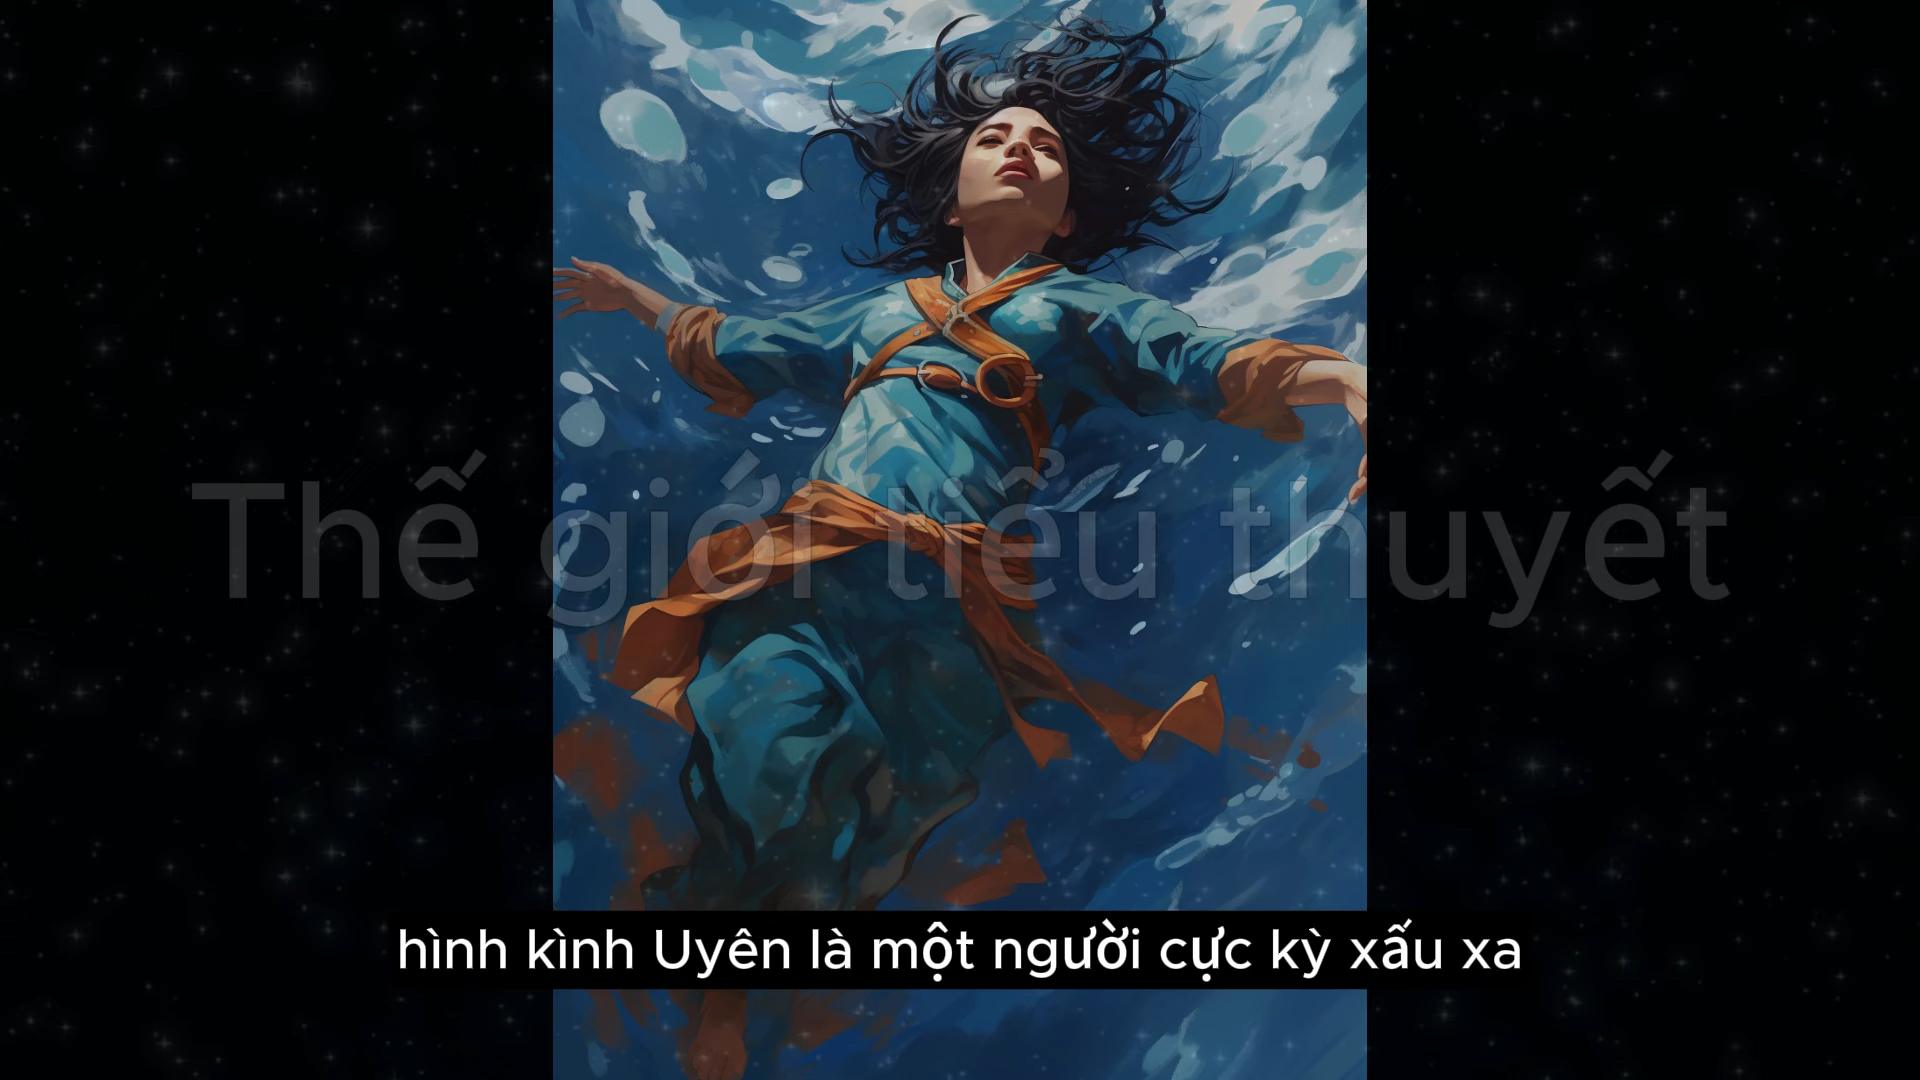 Thế giới tiểu thuyết
hình kình Uyên là một người cực kỳ xấu xa